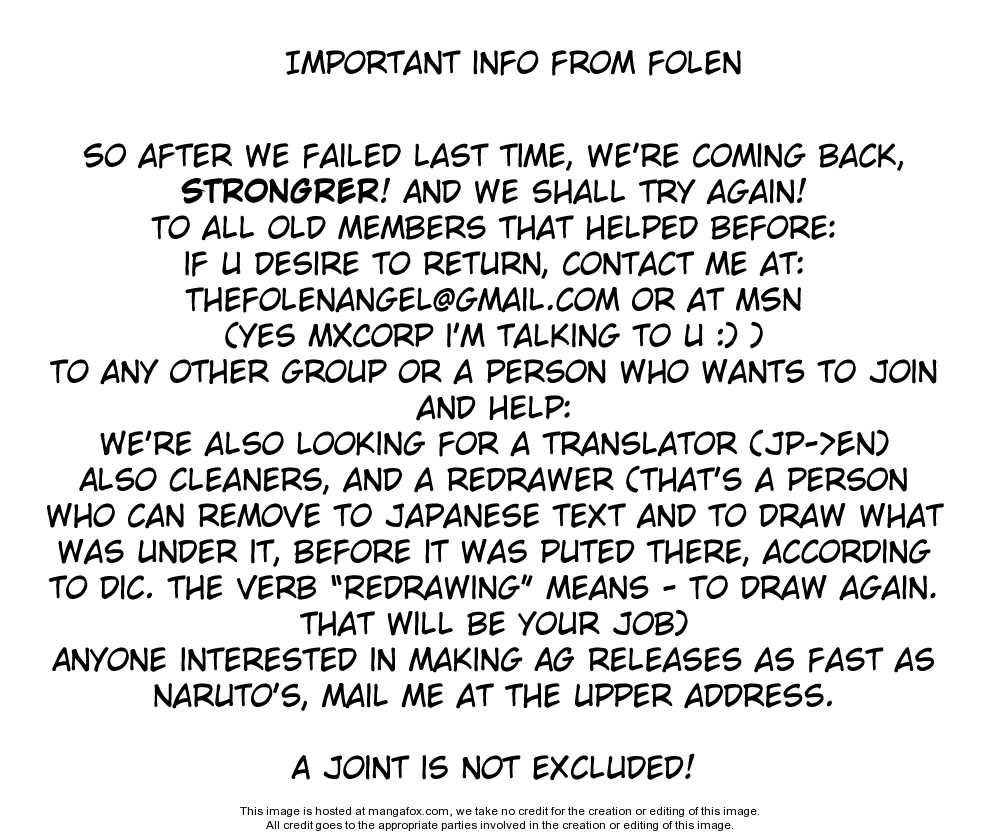 IMPORTANT INFO FROM FOLEN
SO AFTER WE FAILED LAST TIME, WE'RE COMING BACK,
STRONGRER! AND WE SHALL TRY AGAIN!
TO ALL OLD MEMBERS THAT HELPED BEFORE:
IF U DESIRE TO RETURN, CONTACT ME AT:
THEFOLENANGEL@GMAIL.COM OR AT MSN
(YES MXCORP I'M TALKING TO U :) )
TO ANY OTHER GROUP OR A PERSON WHO WANTS TO JOIN
AND HELP:
WE'RE ALSO LOOKING FOR A TRANSLATOR (JP->EN)
ALSO CLEANERS, AND A REDRAWER (THAT'S A PERSON
WHO CAN REMOVE TO JAPANESE TEXT AND TO DRAW WHAT
WAS UNDER IT, BEFORE IT WAS PUTED THERE, ACCORDING
TO DIC. THE VERB "REDRAWING" MEANS - TO DRAW AGAIN.
THAT WILL BE YOUR JOB)
ANYONE INTERESTED IN MAKING AG RELEASES AS FAST AS
NARUTO'S, MAIL ME AT THE UPPER ADDRESS.
A JOINT IS NOT EXCLUDED!
This image is hosted at mangafox.com, we take no credit for the creation or editing of this image.
All credit goes to the appropriate parties involved in the creation or editing of this image.